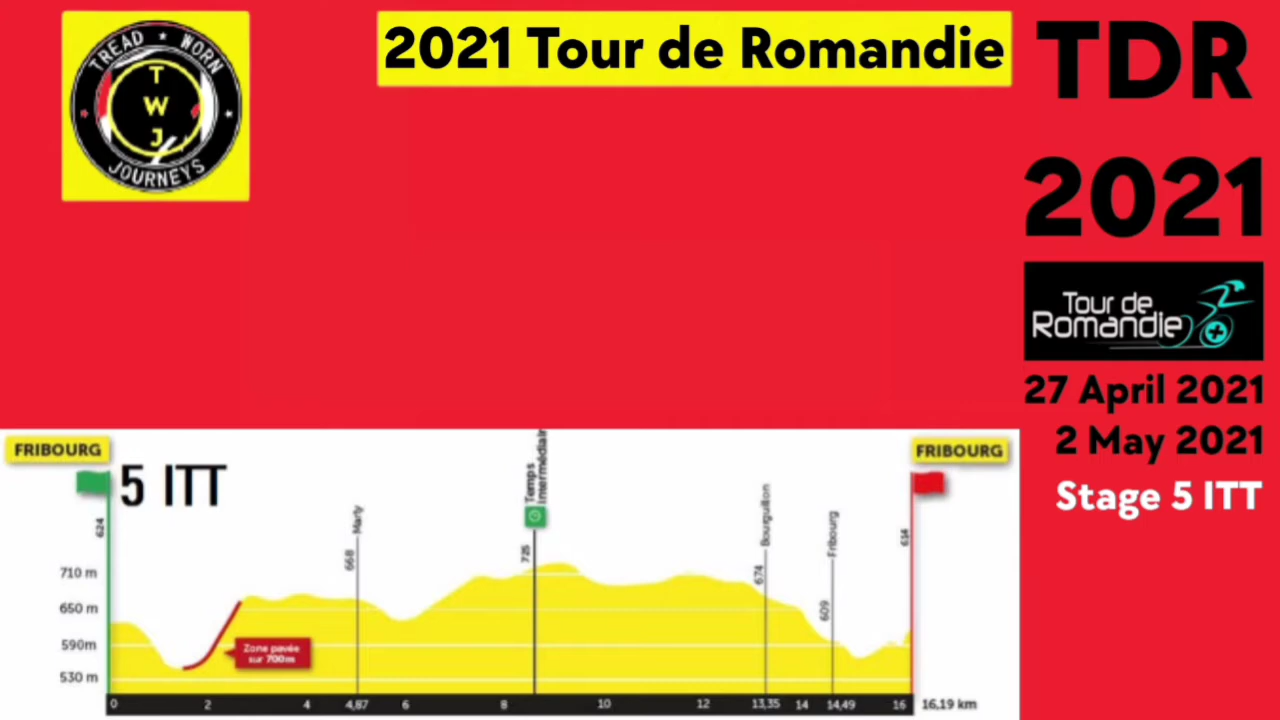 TREAD ★ WORN
T
W
J
JOURNEYS
2021 Tour de Romandie
TDR
2021
Tour de
Romandie
27 April 2021
2 May 2021
Stage 5 ITT
FRIBOURG
5 ITT
FRIBOURG
Temps
intermédiair
Marly
Bourguillon
Fribourg
624
668
725
674
609
614
710 m
650 m
590m
530 m
Zone pavée
sur 700m
0 2 4 4,87 6 8 10 12 13,35 14 14,49 16 16,19 km